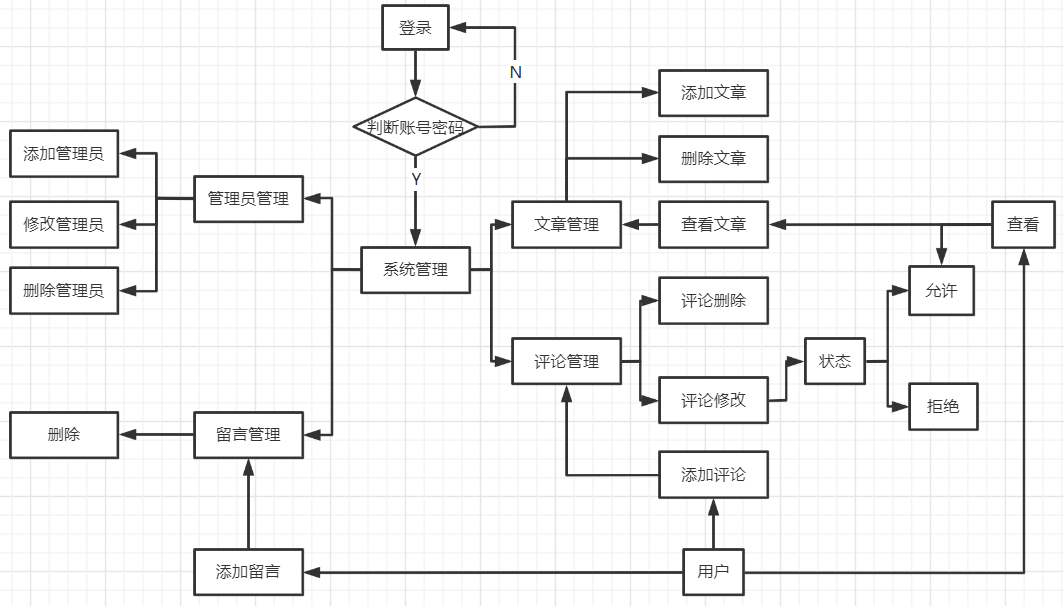 登录
N
判断账号密码
Y
添加文章
删除文章
添加管理员
管理员管理
修改管理员
删除管理员
文章管理
查看文章
查看
系统管理
允许
评论删除
评论管理
状态
评论修改
拒绝
删除
留言管理
添加评论
添加留言
用户